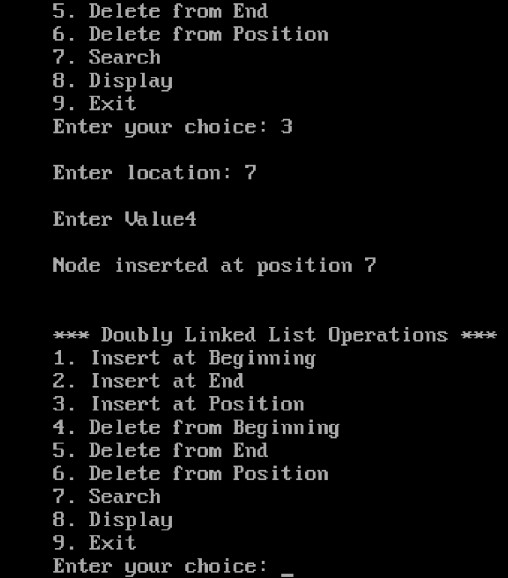 5. Delete from End
6. Delete from Position
7. Search
8. Display
9. Exit
Enter your choice: 3
Enter location: 7
Enter Value4
Node inserted at position 7
*** Doubly Linked List Operations ***
1. Insert at Beginning
2. Insert at End
3. Insert at Position
4. Delete from Beginning
5. Delete from End
6. Delete from Position
7. Search
8. Display
9. Exit
Enter your choice: _